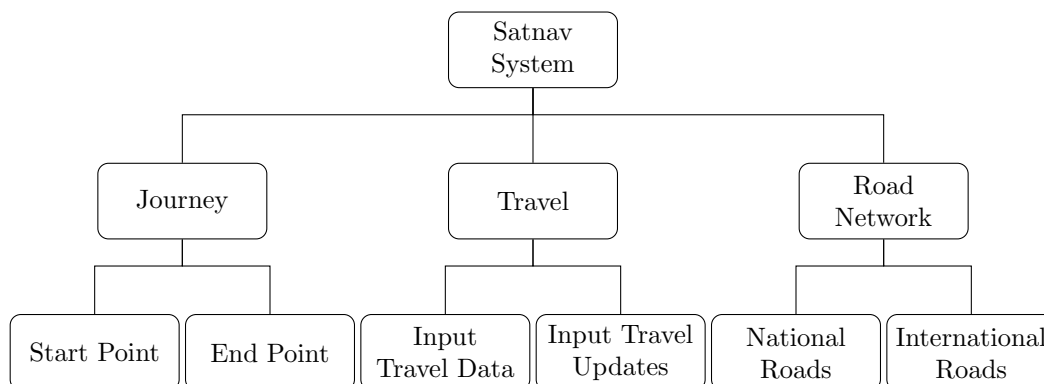 Satnav
System
Journey
Travel
Road
Network
Start Point
End Point
Input
Travel Data
Input Travel
Updates
National
Roads
International
Roads